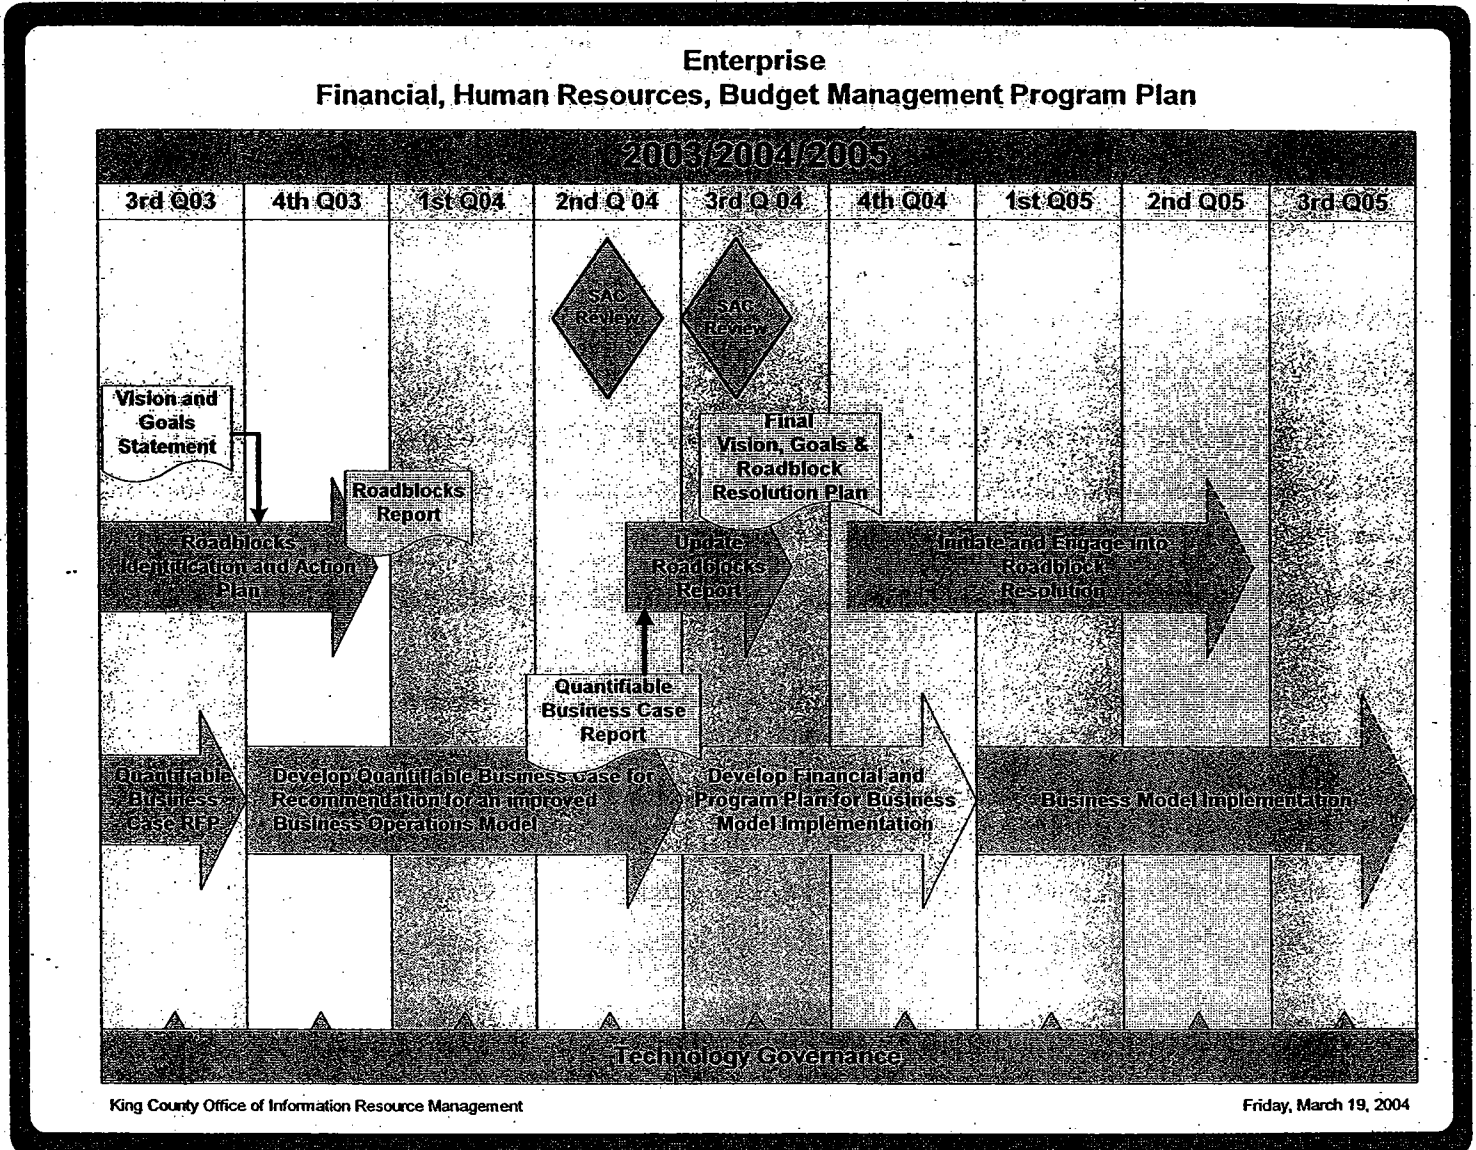 Enterprise
Financial, Human Resources, Budget Management Program Plan
2003/2004/2005
3rd Q03
4th Q03
1st Q04
2nd Q 04
3rd Q 04
4th Q04
1st Q05
2nd Q05
3rd Q05
SAC
Review
SAC
Review
Vision and
Goals
Statement
Final
Vision, Goals &
Roadblock
Resolution Plan
Roadblocks
Report
Roadblocks
Identification and Action
Plan
Update
Roadblocks
Report
Initiate and Engage into
Roadblock
Resolution
Quantifiable
Business Case
Report
Quantifiable
Business
Case RFP
Develop Quantifiable Business Case for
Recommendation for an improved
Business Operations Model
Develop Financial and
Program Plan for Business
Model Implementation
Business Model Implementation
Technology Governance
King County Office of Information Resource Management
Friday, March 19, 2004